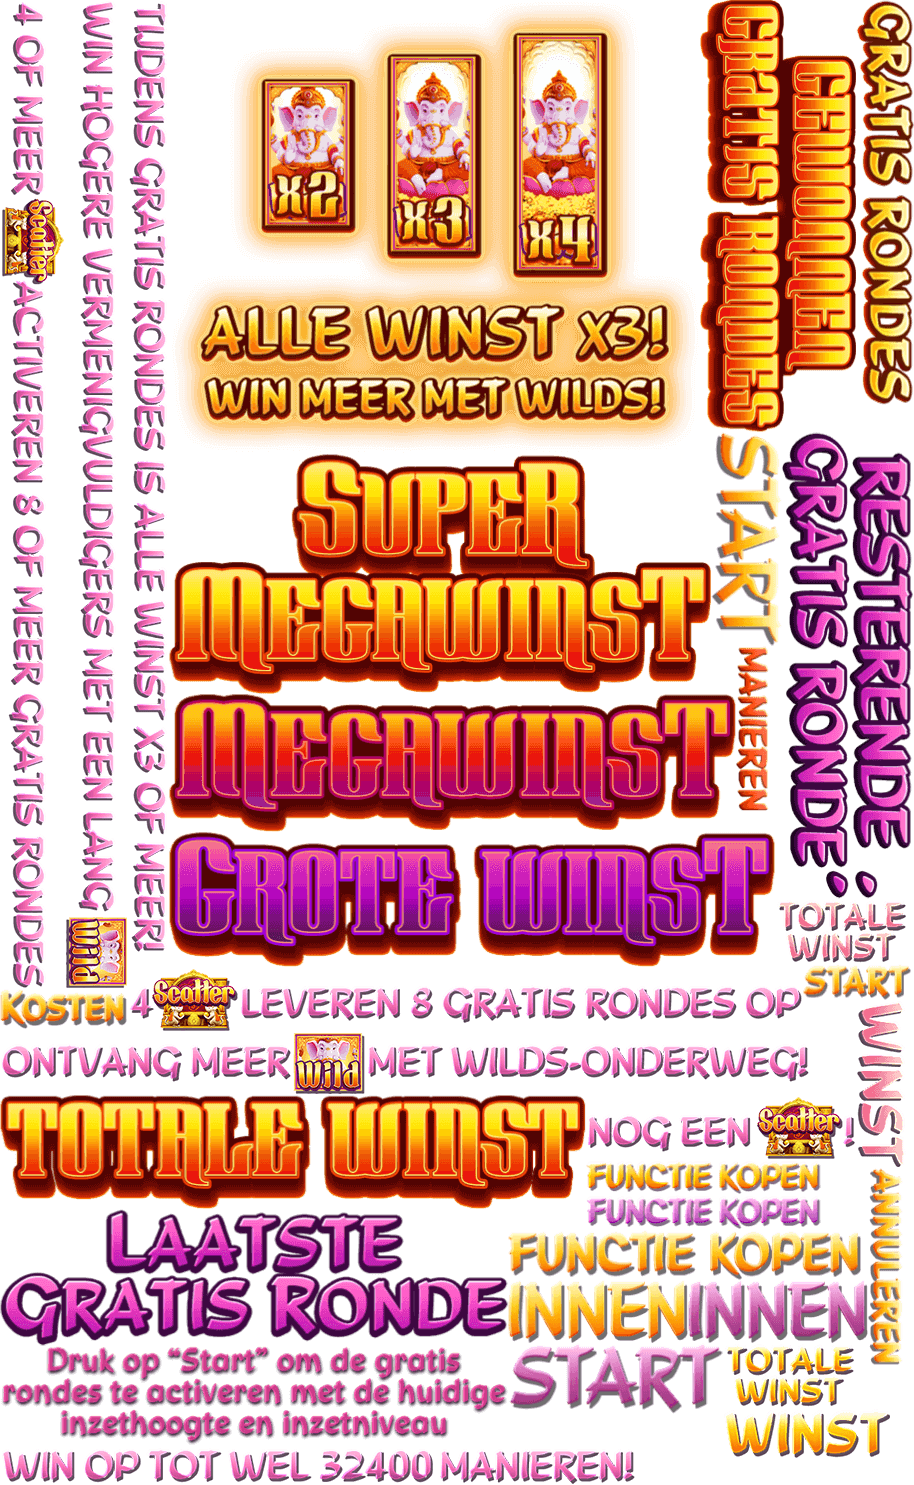 4 OF MEER Scatter ACTIVEREN 8 OF MEER GRATIS RONDES
WIN HOGERE VERMENIGVULDIGERS MET EEN LANG Wild
TIJDENS GRATIS RONDES IS ALLE WINST X3 OF MEER!
x2
x3
x4
ALLE WINST x3!
WIN MEER MET WILDS!
GRATIS RONDES
GEWONNEN
GRATIS RONDES
SUPER
MEGAWINST
MEGAWINST
GROTE WINST
START
MANIEREN
RESTERENDE :
GRATIS RONDE :
TOTALE
WINST
START
KOSTEN
4 Scatter LEVEREN 8 GRATIS RONDES OP
ONTVANG MEER Wild MET WILDS-ONDERWEG!
WINST
TOTALE WINST
NOG EEN Scatter !
FUNCTIE KOPEN
FUNCTIE KOPEN
FUNCTIE KOPEN
ANNULEREN
LAATSTE
GRATIS RONDE
INNEN
INNEN
START
TOTALE
WINST
WINST
Druk op “Start” om de gratis
rondes te activeren met de huidige
inzethoogte en inzetniveau
WIN OP TOT WEL 32400 MANIEREN!